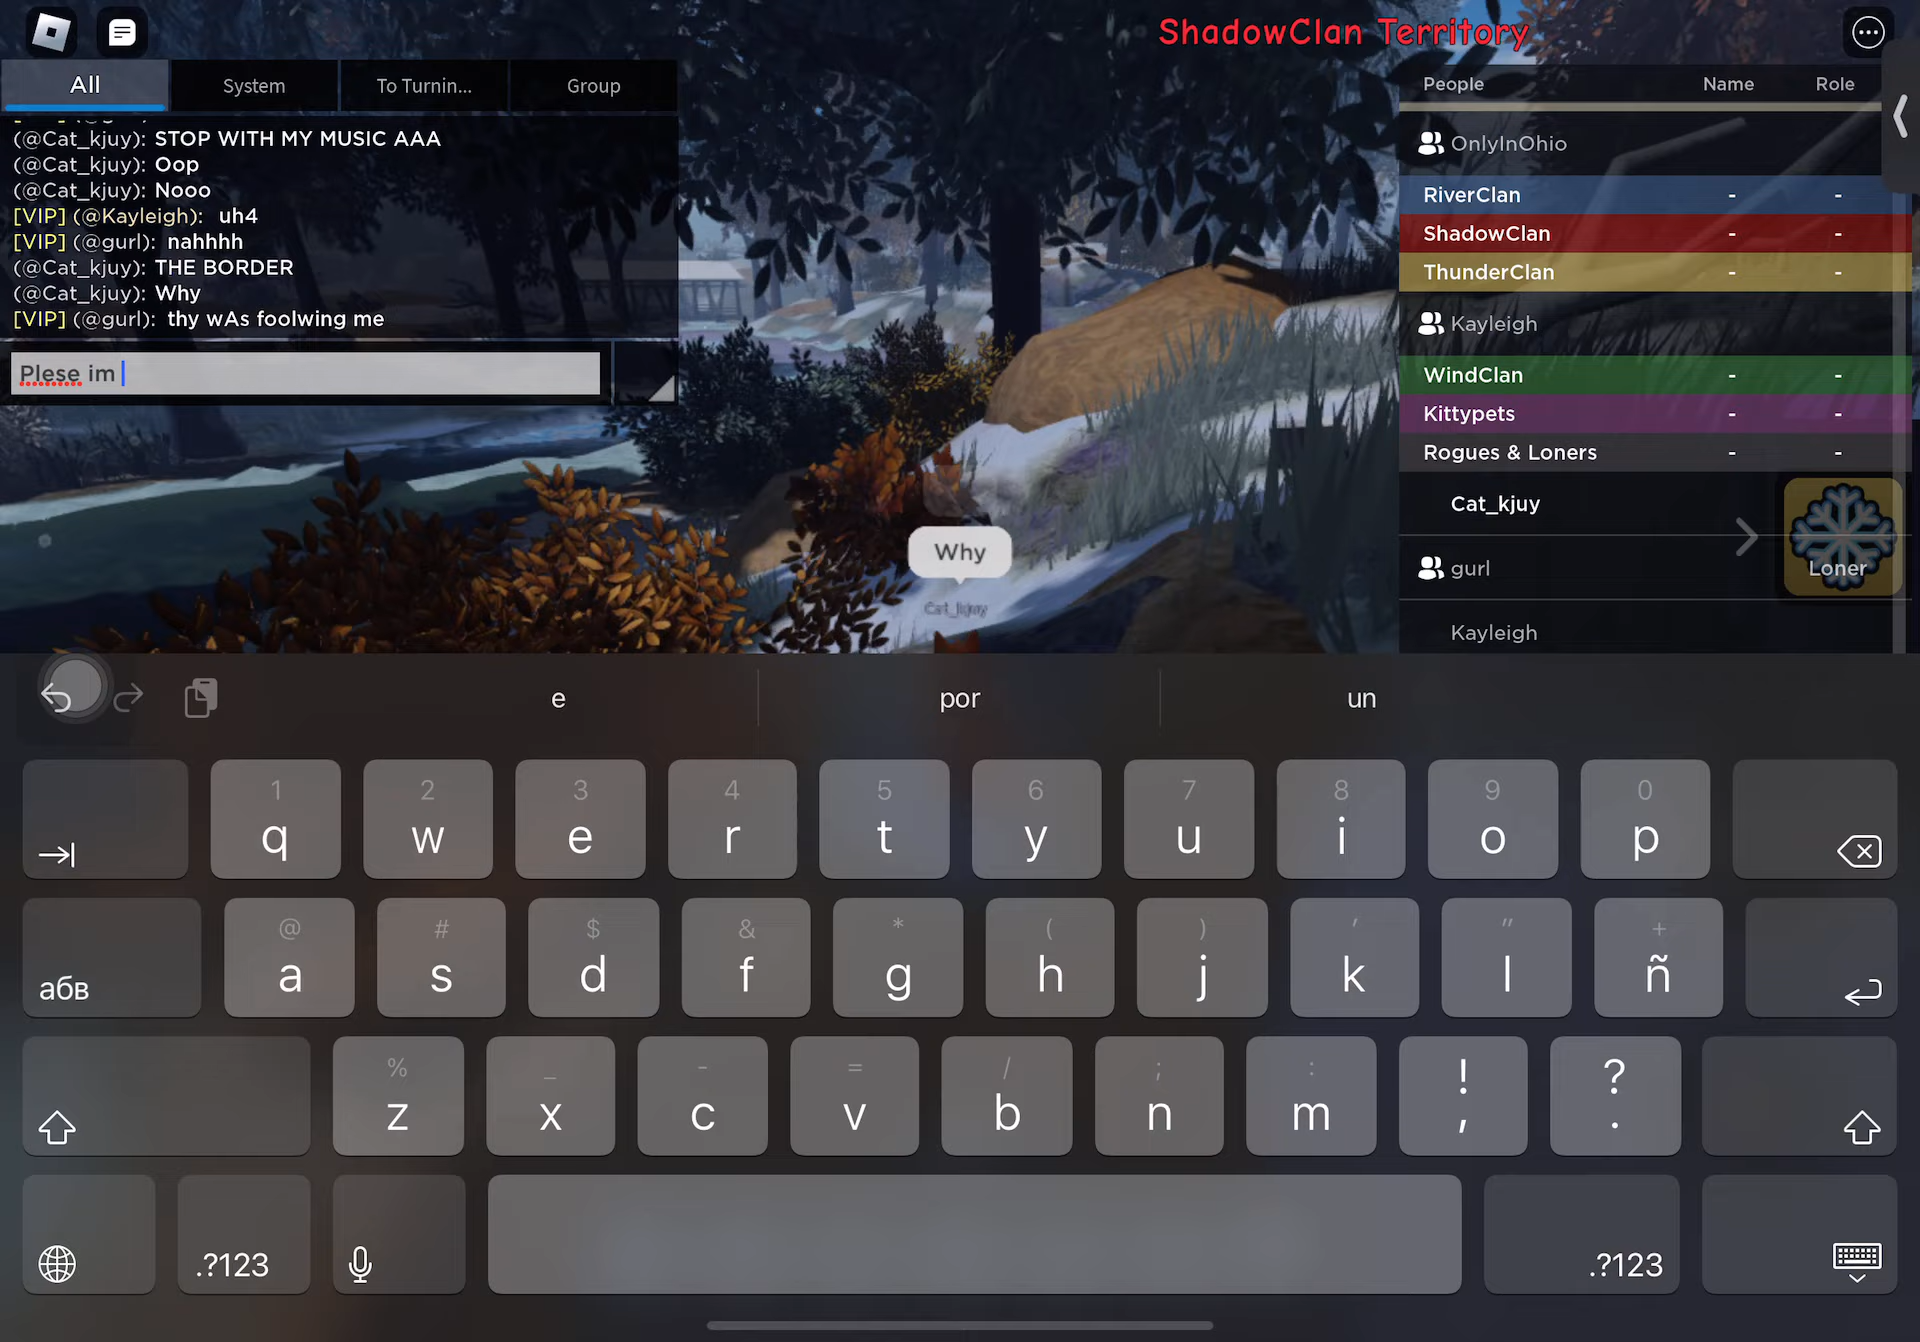 ShadowClan Territory
All System To Turnin... Group
(@Cat_kjuy): STOP WITH MY MUSIC AAA
(@Cat_kjuy): Oop
(@Cat_kjuy): Nooo
[VIP] (@Kayleigh): uh4
[VIP] (@gurl): nahhhh
(@Cat_kjuy): THE BORDER
(@Cat_kjuy): Why
[VIP] (@gurl): thy wAs foolwing me
Plese im
People Name Role
OnlyInOhio
RiverClan - -
ShadowClan - -
ThunderClan - -
Kayleigh
WindClan - -
Kittypets - -
Rogues & Loners - -
Cat_kjuy
gurl
Loner
Kayleigh
Why
Cat_kjuy
e por un
1 2 3 4 5 6 7 8 9 0
q w e r t y u i o p
@ # $ & * ( ) ' " +
абв a s d f g h j k l ñ
% _ - = / ; : ! ?
z x c v b n m , .
.?123 .?123